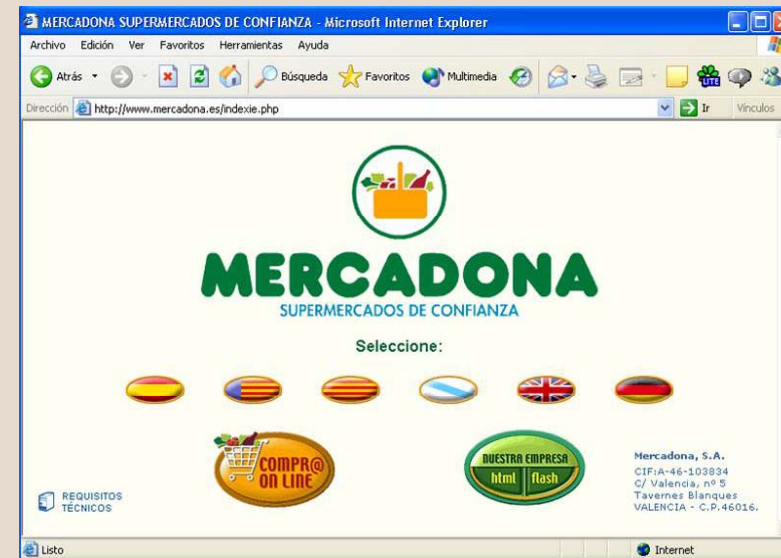 MERCADONA SUPERMERCADOS DE CONFIANZA - Microsoft Internet Explorer
Archivo Edición Ver Favoritos Herramientas Ayuda
Atrás Búsqueda Favoritos Multimedia LITE
Dirección http://www.mercadona.es/indexie.php Ir Vínculos
MERCADONA
SUPERMERCADOS DE CONFIANZA
Seleccione:
COMPR@
ON LINE
NUESTRA EMPRESA
html flash
Mercadona, S.A.
CIF:A-46-103834
C/ Valencia, nº 5
Tavernes Blanques
VALENCIA - C.P.46016.
REQUISITOS
TÉCNICOS
Listo Internet